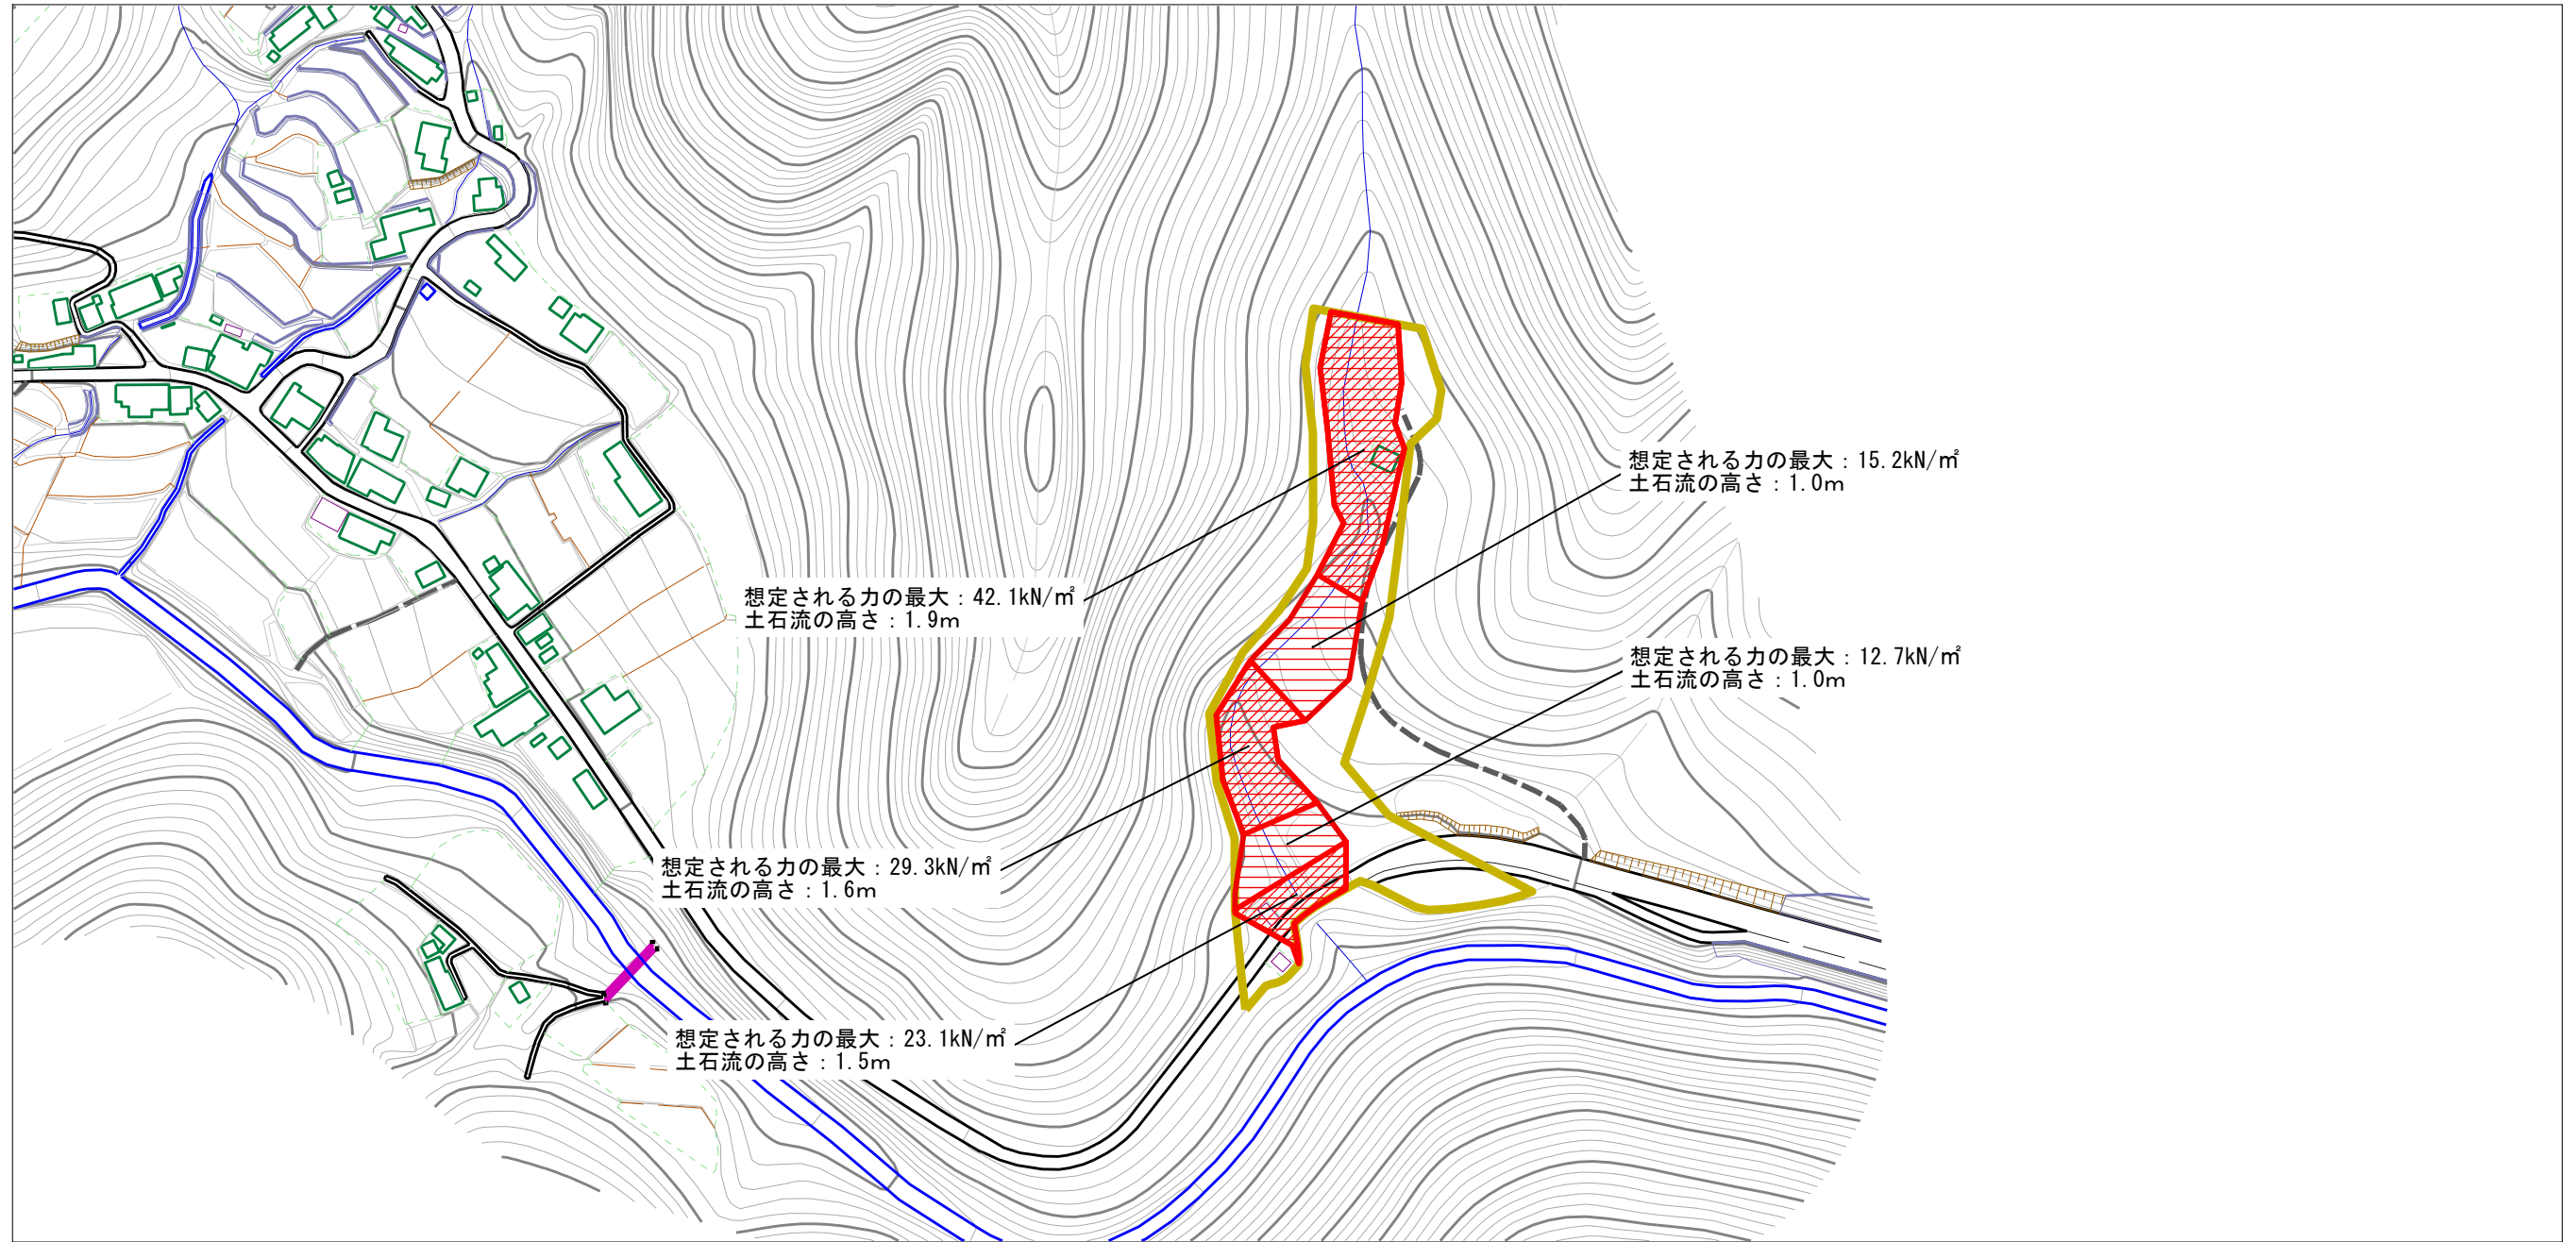 想定される力の最大：15.2kN/㎡
土石流の高さ：1.0m
想定される力の最大：42.1kN/㎡
土石流の高さ：1.9m
想定される力の最大：12.7kN/㎡
土石流の高さ：1.0m
想定される力の最大：29.3kN/㎡
土石流の高さ：1.6m
想定される力の最大：23.1kN/㎡
土石流の高さ：1.5m